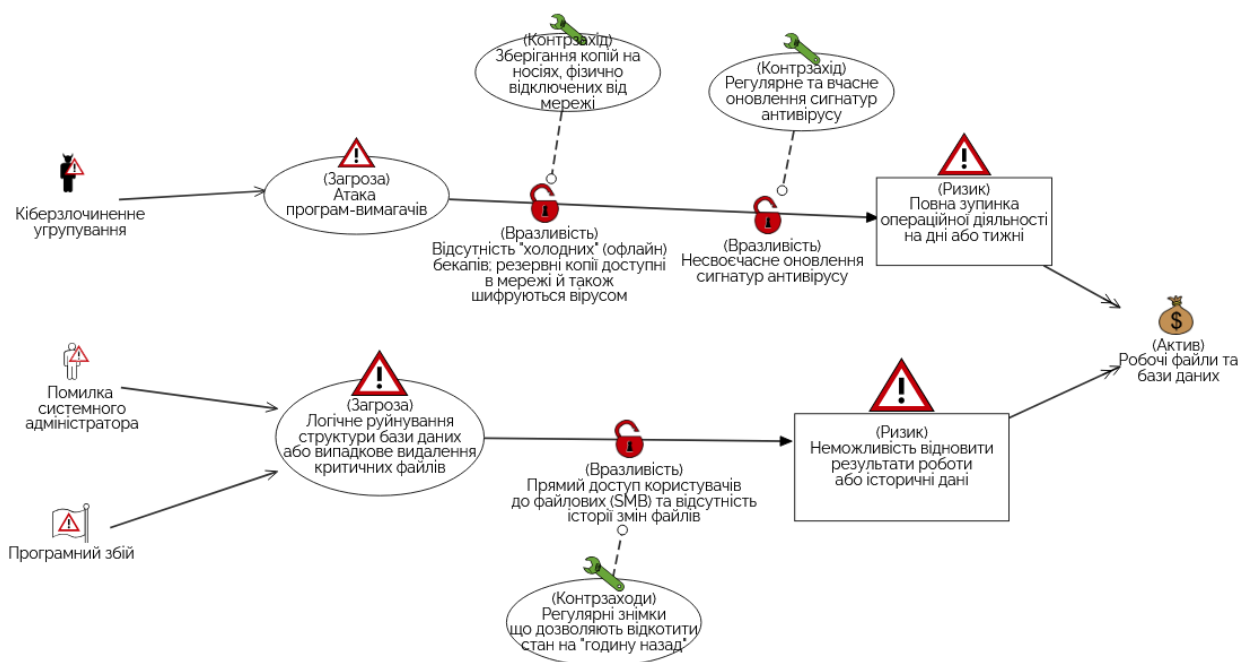 (Контрзахід)
Зберігання копій на
носіях, фізично
відключених від
мережі
(Контрзахід)
Регулярне та вчасне
оновлення сигнатур
антивірусу
Кіберзлочиненне
угрупування
(Загроза)
Атака
програм-вимагачів
(Вразливість)
Відсутність "холодних" (офлайн)
бекапів; резервні копії доступні
в мережі й також
шифруються вірусом
(Вразливість)
Несвоєчасне оновлення
сигнатур антивірусу
(Ризик)
Повна зупинка
операційної діяльності
на дні або тижні
$
(Актив)
Робочі файли та
бази даних
Помилка
системного
адміністратора
(Загроза)
Логічне руйнування
структури бази даних
або випадкове видалення
критичних файлів
(Вразливість)
Прямий доступ користувачів
до файлових (SMB) та відсутність
історії змін файлів
(Ризик)
Неможливість відновити
результати роботи
або історичні дані
Програмний збій
(Контрзаходи)
Регулярні знімки
що дозволяють відкотити
стан на "годину назад"